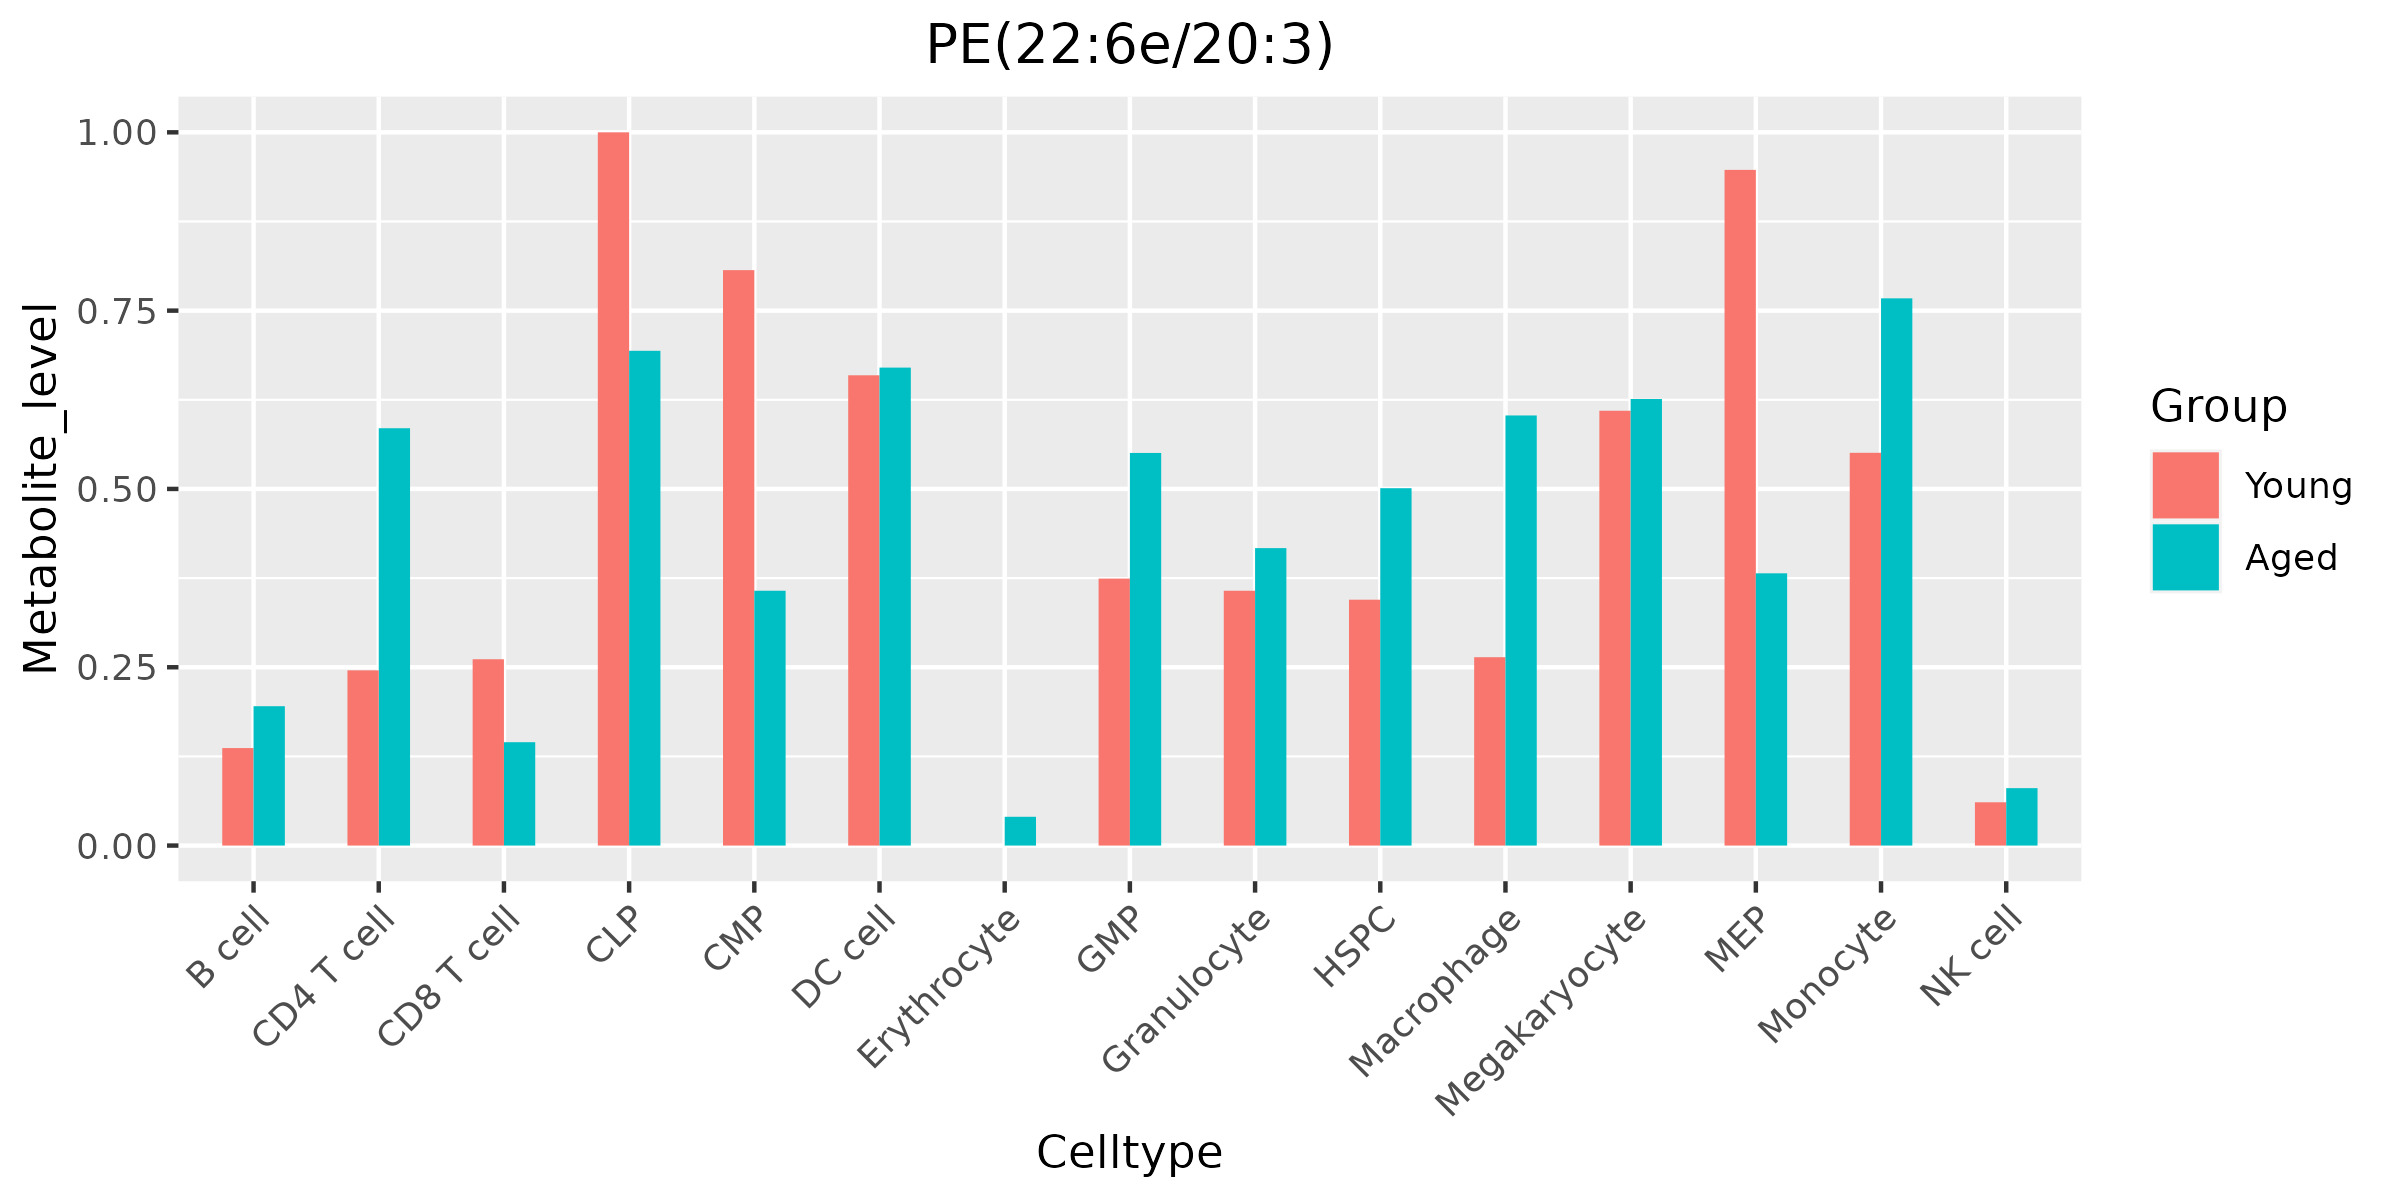 PE(22:6e/20:3)
Metabolite_level
1.00
0.75
0.50
0.25
0.00
B cell
CD4 T cell
CD8 T cell
CLP
CMP
DC cell
Erythrocyte
GMP
Granulocyte
HSPC
Macrophage
Megakaryocyte
MEP
Monocyte
NK cell
Celltype
Group
Young
Aged